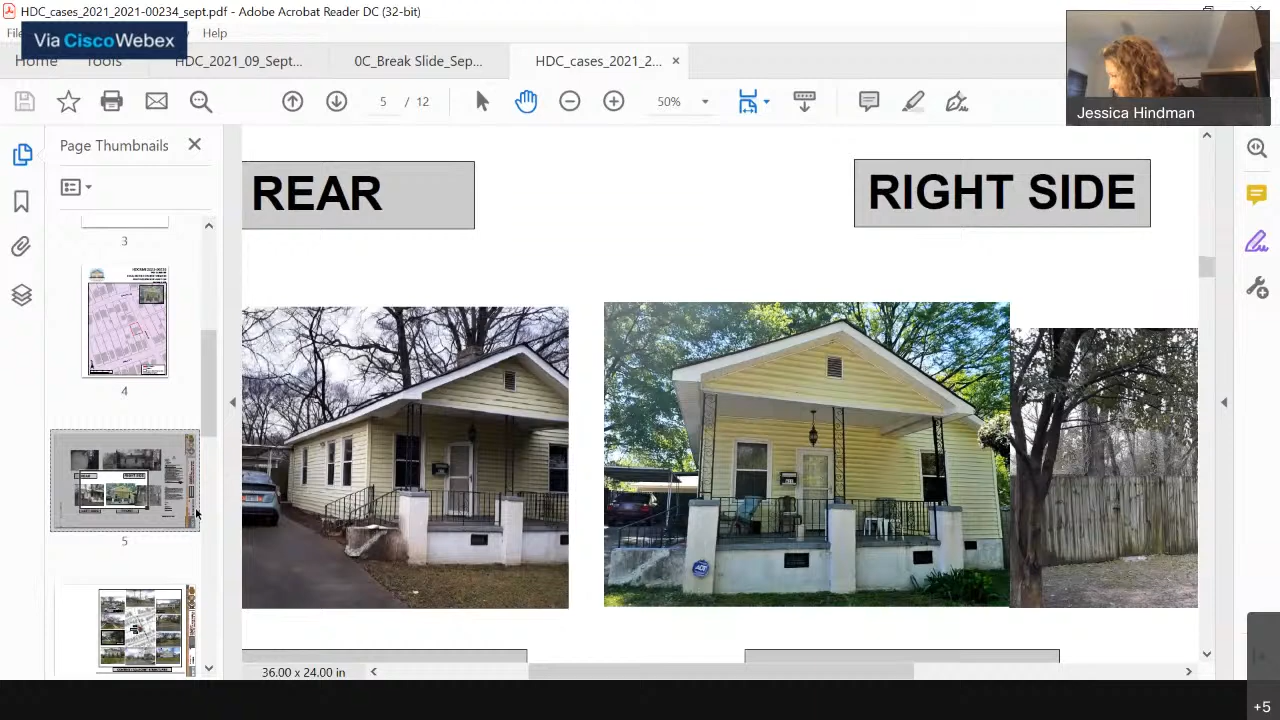 HDC_cases_2021_2021-00234_sept.pdf - Adobe Acrobat Reader DC (32-bit)
Help
Via Cisco Webex
Home
Tools
HDC_2021_09_Sept...
0C_Break Slide_Sep...
HDC_cases_2021_2...
5 / 12
50%
Jessica Hindman
Page Thumbnails
3
4
5
REAR
RIGHT SIDE
ADT
36.00 x 24.00 in
+5